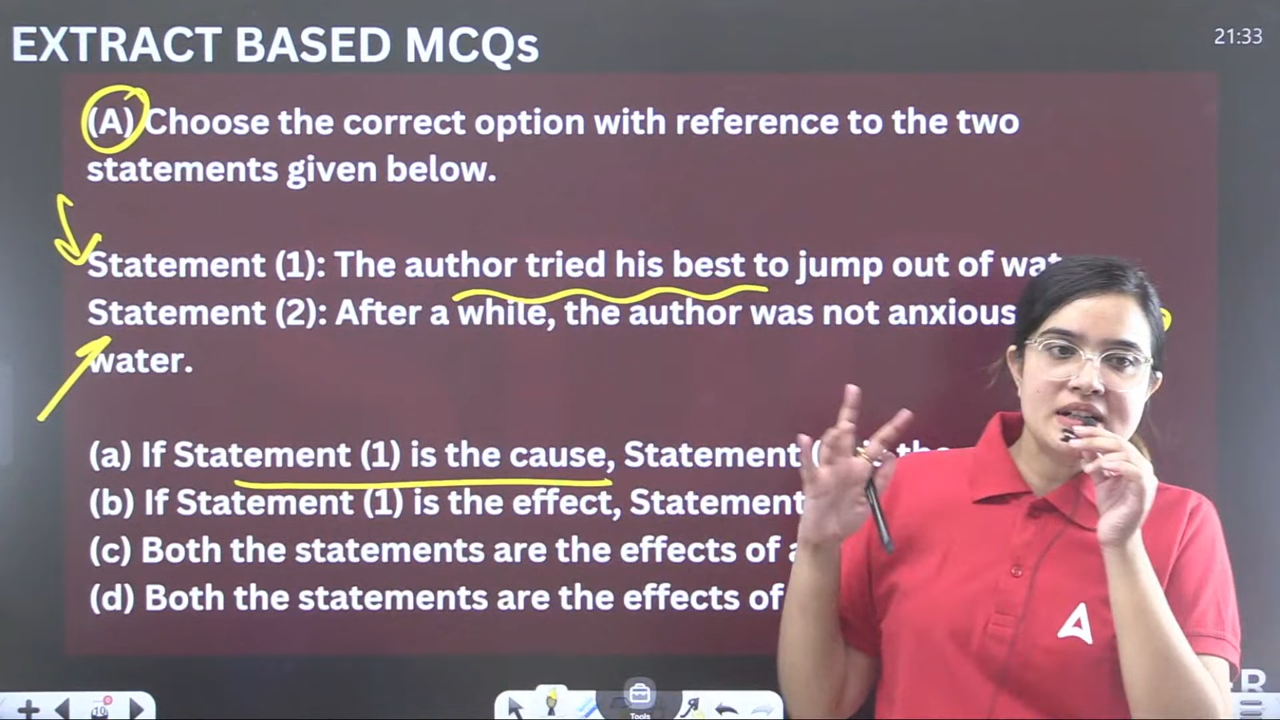 EXTRACT BASED MCQs
21:33
(A) Choose the correct option with reference to the two
statements given below.
Statement (1): The author tried his best to jump out of
Statement (2): After a while, the author was not anxious
water.
(a) If Statement (1) is the cause, Statement
(b) If Statement (1) is the effect, Statement
(c) Both the statements are the effects of
(d) Both the statements are the effects of
19
Tools